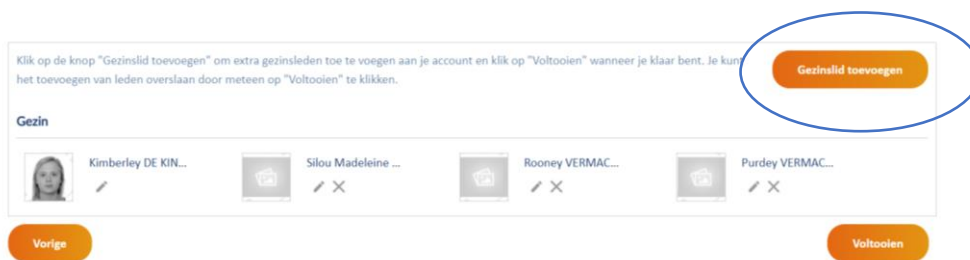 Klik op de knop "Gezinslid toevoegen" om extra gezinsleden toe te voegen aan je account en klik op "Voltooien" wanneer je klaar bent. Je kunt
het toevoegen van leden overslaan door meteen op "Voltooien" te klikken.
Gezinslid toevoegen
Gezin
Kimberley DE KIN...
Silou Madeleine ...
Rooney VERMAC...
Purdey VERMAC...
Vorige
Voltooien